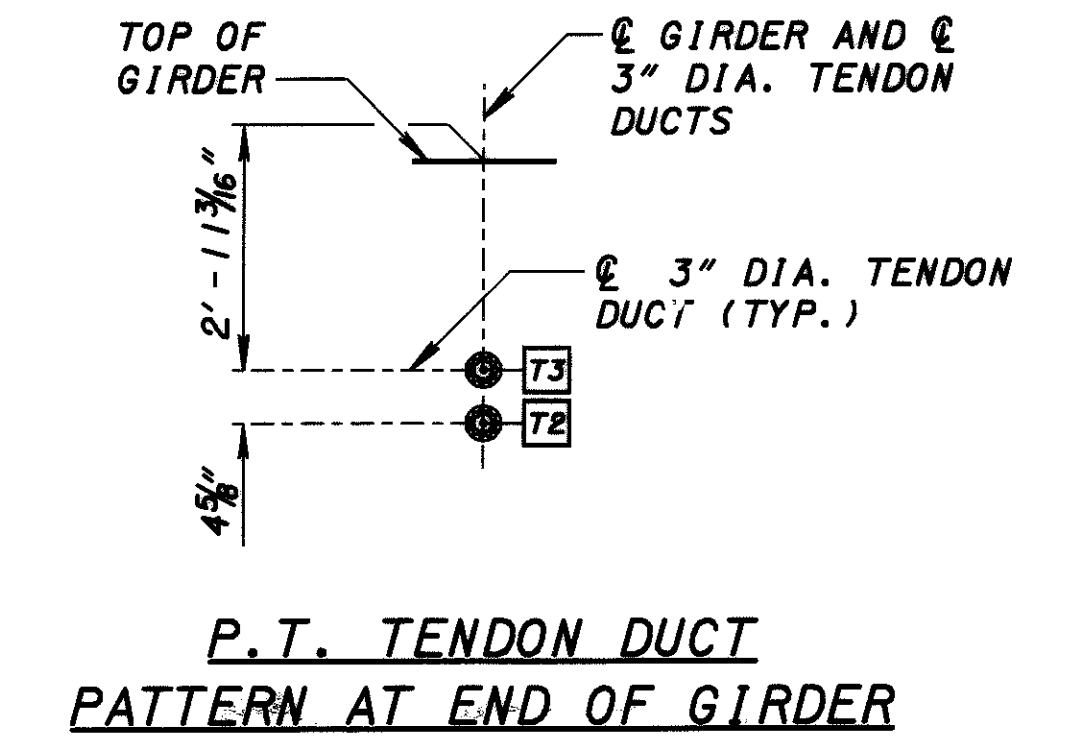 TOP OF
GIRDER
℄ GIRDER AND ℄
3" DIA. TENDON
DUCTS
2' - 11 3/16"
℄ 3" DIA. TENDON
DUCT (TYP.)
T3
T2
4 5/8"
P.T. TENDON DUCT
PATTERN AT END OF GIRDER